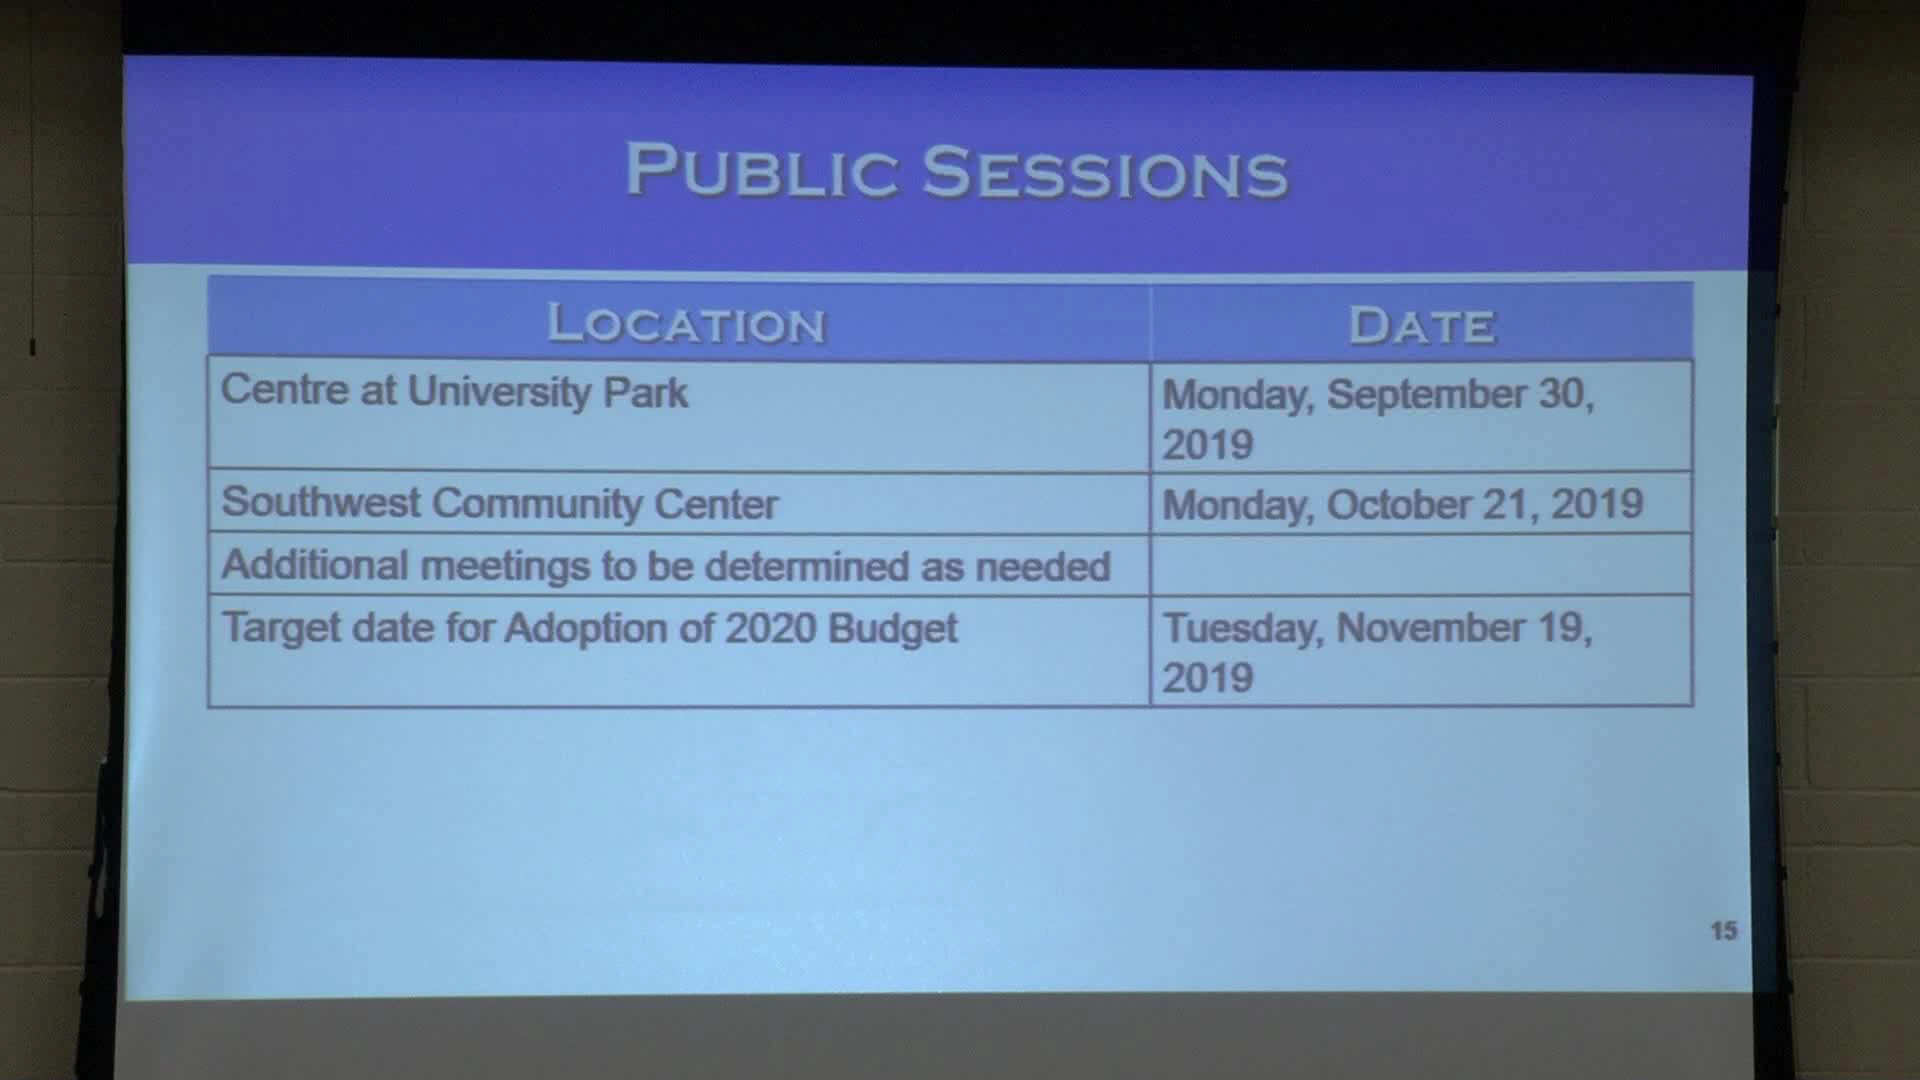 PUBLIC SESSIONS
LOCATION
DATE
Centre at University Park
Monday, September 30,
2019
Southwest Community Center
Monday, October 21, 2019
Additional meetings to be determined as needed
Target date for Adoption of 2020 Budget
Tuesday, November 19,
2019
15